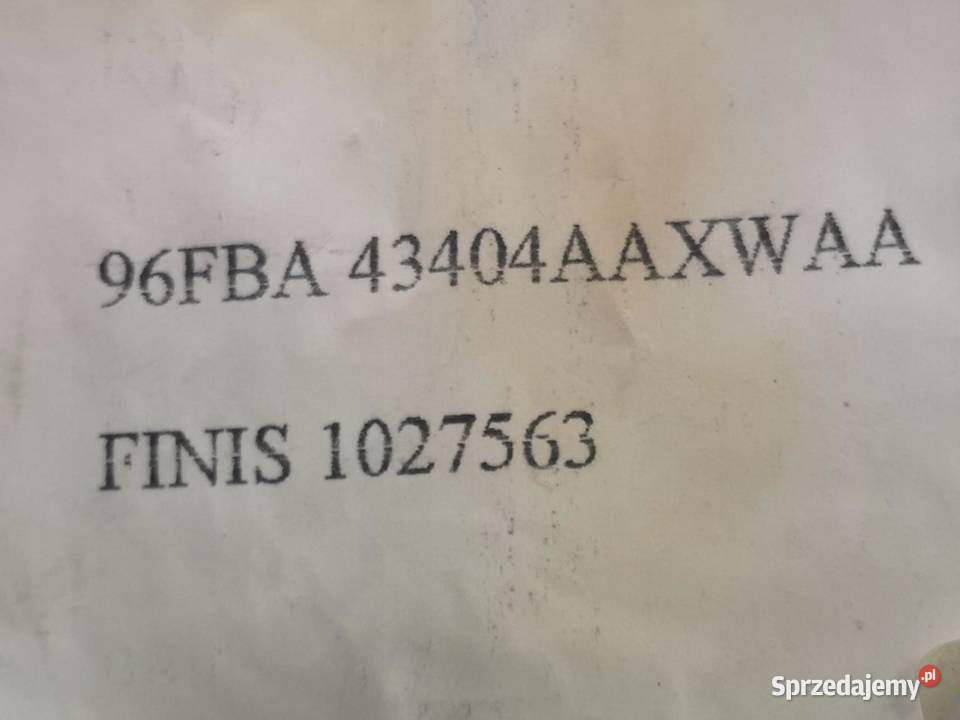 96FBA 43404AAXWAA
FINIS 1027563
Sprzedajemy.pl